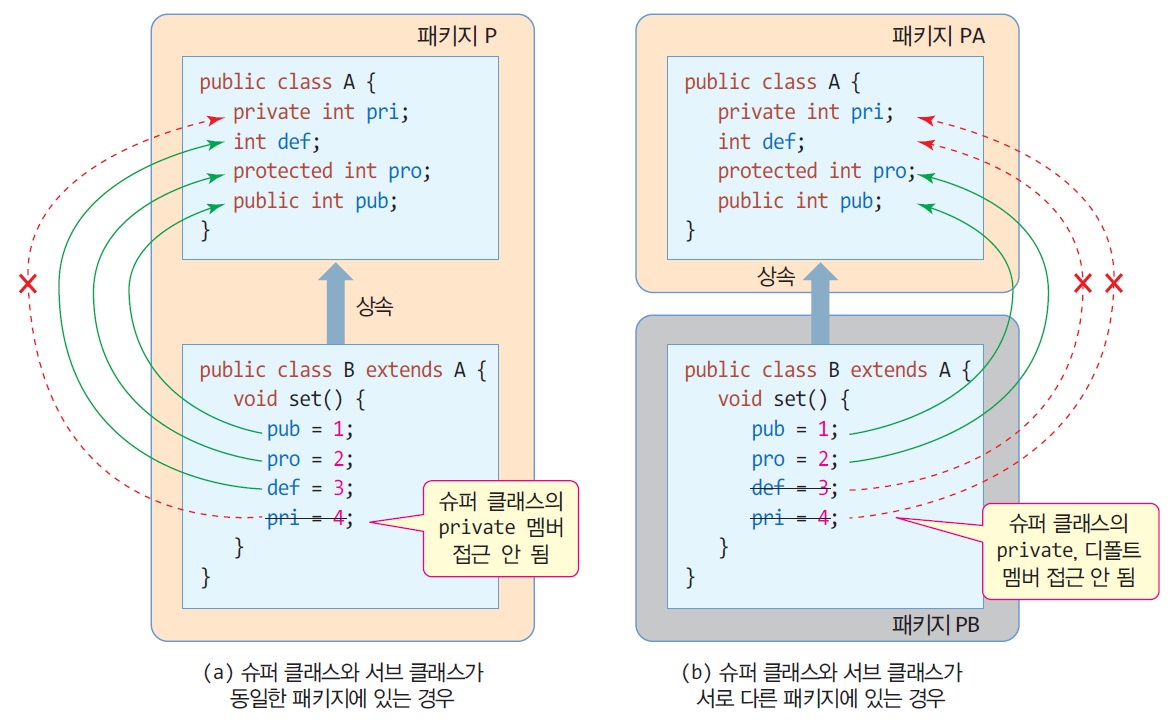 패키지 P
public class A {
private int pri;
int def;
protected int pro;
public int pub;
}
상속
public class B extends A {
void set() {
pub = 1;
pro = 2;
def = 3;
pri = 4;
}
}
슈퍼 클래스의
private 멤버
접근 안 됨
(a) 슈퍼 클래스와 서브 클래스가
동일한 패키지에 있는 경우
패키지 PA
public class A {
private int pri;
int def;
protected int pro;
public int pub;
}
상속
public class B extends A {
void set() {
pub = 1;
pro = 2;
def = 3;
pri = 4;
}
}
슈퍼 클래스의
private, 디폴트
멤버 접근 안 됨
패키지 PB
(b) 슈퍼 클래스와 서브 클래스가
서로 다른 패키지에 있는 경우